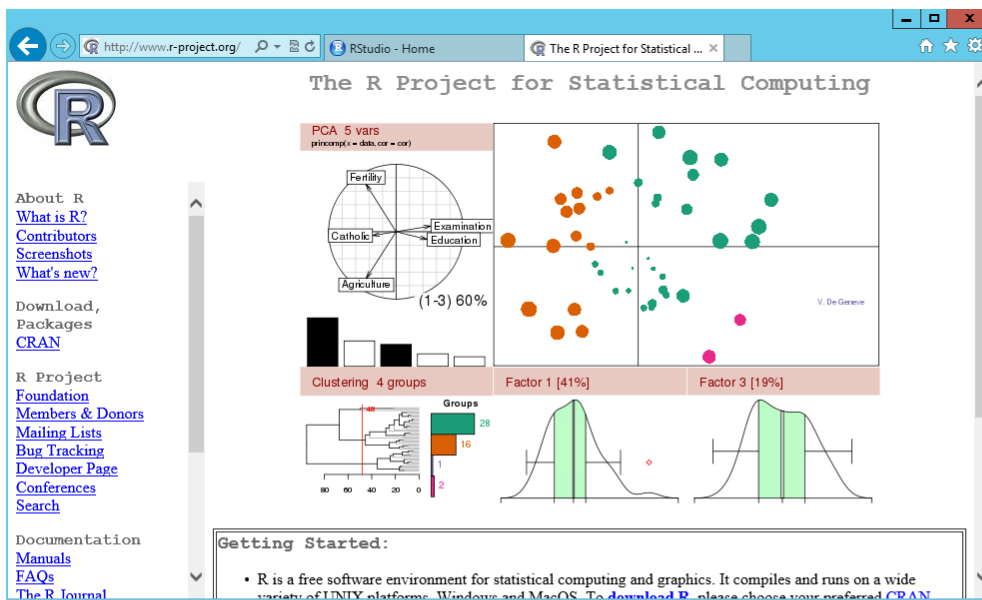 http://www.r-project.org/
RStudio - Home
The R Project for Statistical ...
R
About R
What is R?
Contributors
Screenshots
What's new?
Download,
Packages
CRAN
R Project
Foundation
Members & Donors
Mailing Lists
Bug Tracking
Developer Page
Conferences
Search
Documentation
Manuals
FAQs
The R Journal
The R Project for Statistical Computing
PCA 5 vars
princomp(x = data, cor = cor)
Fertility
Examination
Catholic
Education
Agriculture
(1-3) 60%
V. De Geneve
Clustering 4 groups
Factor 1 [41%]
Factor 3 [19%]
Groups
48
28
16
1
2
80 60 40 20 0
Getting Started:
• R is a free software environment for statistical computing and graphics. It compiles and runs on a wide
variety of UNIX platforms, Windows and MacOS. To download R, please choose your preferred CRAN